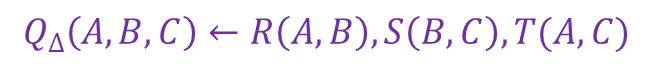 Q_Δ(A, B, C) ← R(A, B), S(B, C), T(A, C)